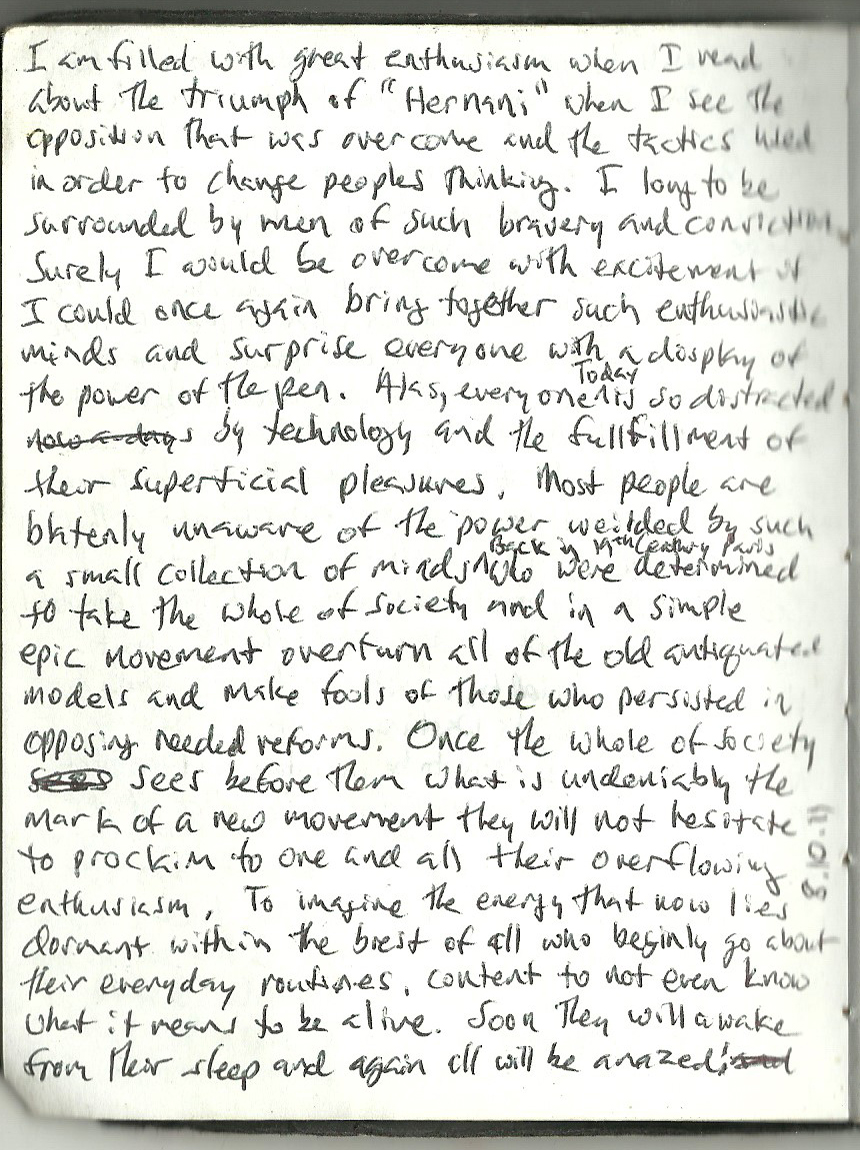 I am filled with great enthusiasm when I read
about the triumph of "Hernani" when I see the
opposition that was overcome and the tactics used
in order to change peoples thinking. I long to be
surrounded by men of such bravery and conviction
Surely I would be overcome with excitement if
I could once again bring together such enthusiastic
minds and surprise everyone with a display of
Today
the power of the pen. Alas, everyone is so distracted
now a days by technology and the fullfillment of
their superficial pleasures. Most people are
blatenly unaware of the power weilded by such
Back in 19th Century Paris
a small collection of minds who were determined
to take the whole of society and in a simple
epic movement overturn all of the old antiquated
models and make fools of those who persisted in
opposing needed reforms. Once the whole of society
sees before them what is undeniably the
mark of a new movement they will not hesitate
to proclaim to one and all their overflowing
enthusiasm. To imagine the energy that now lies
dormant within the brest of all who go about
their everyday routines, content to not even know
what it means to be alive. Soon they will awake
from their sleep and again all will be amazed!
8.10.11